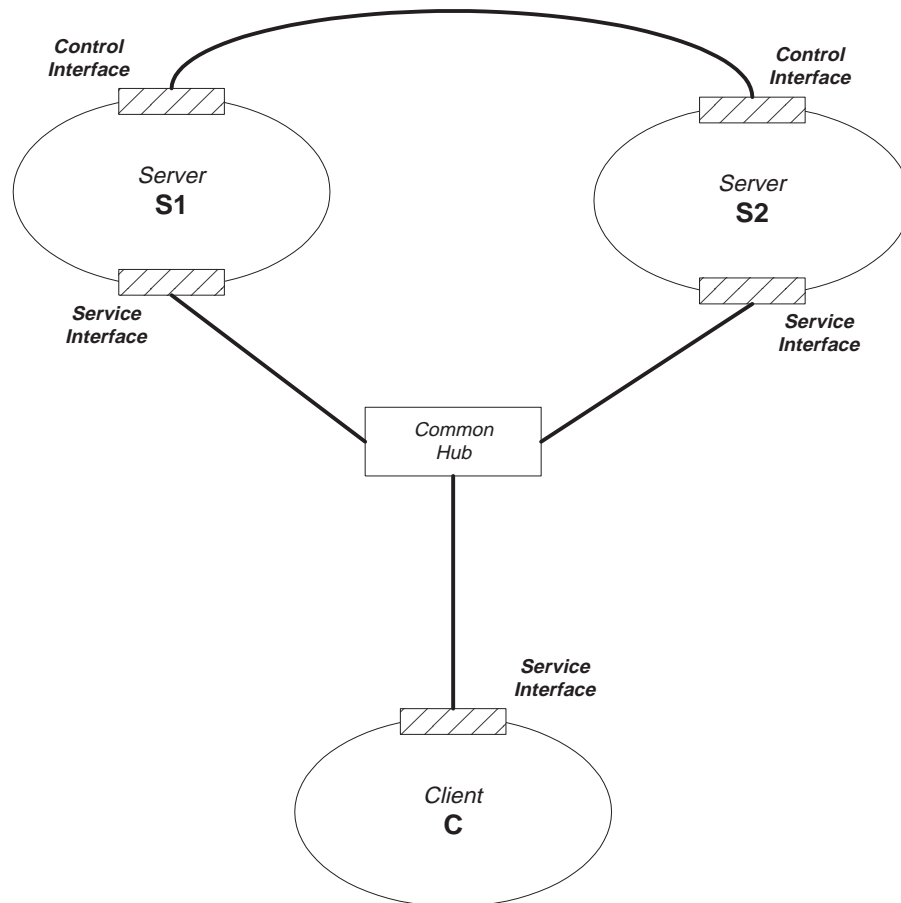 Control
Interface
Control
Interface
Server
S1
Server
S2
Service
Interface
Service
Interface
Common
Hub
Service
Interface
Client
C